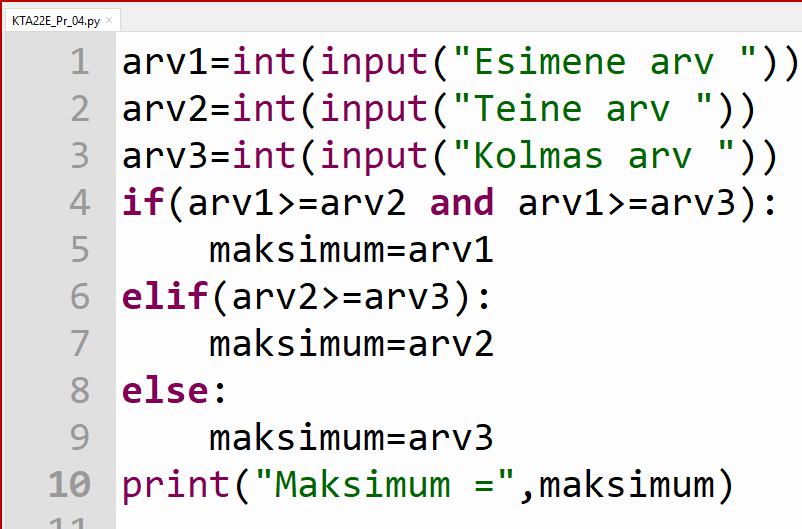 KTA22E_Pr_04.py ×
1 arv1=int(input("Esimene arv "))
2 arv2=int(input("Teine arv "))
3 arv3=int(input("Kolmas arv "))
4 if(arv1>=arv2 and arv1>=arv3):
5     maksimum=arv1
6 elif(arv2>=arv3):
7     maksimum=arv2
8 else:
9     maksimum=arv3
10 print("Maksimum =",maksimum)
11